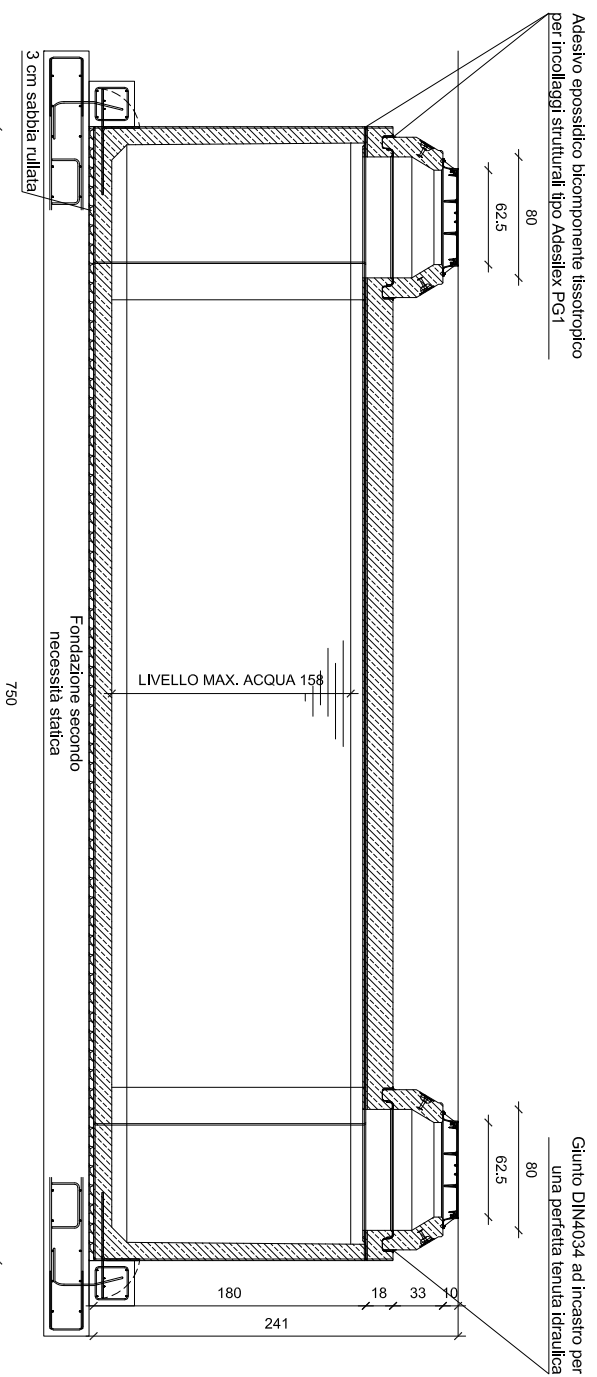 Adesivo epossidico bicomponente tissotropico
per incollaggi strutturali tipo Adesilex PG1
Giunto DIN4034 ad incastro per
una perfetta tenuta idraulica
80
62.5
80
62.5
10
33
18
180
241
LIVELLO MAX. ACQUA 158
3 cm sabbia rullata
Fondazione secondo
necessità statica
750